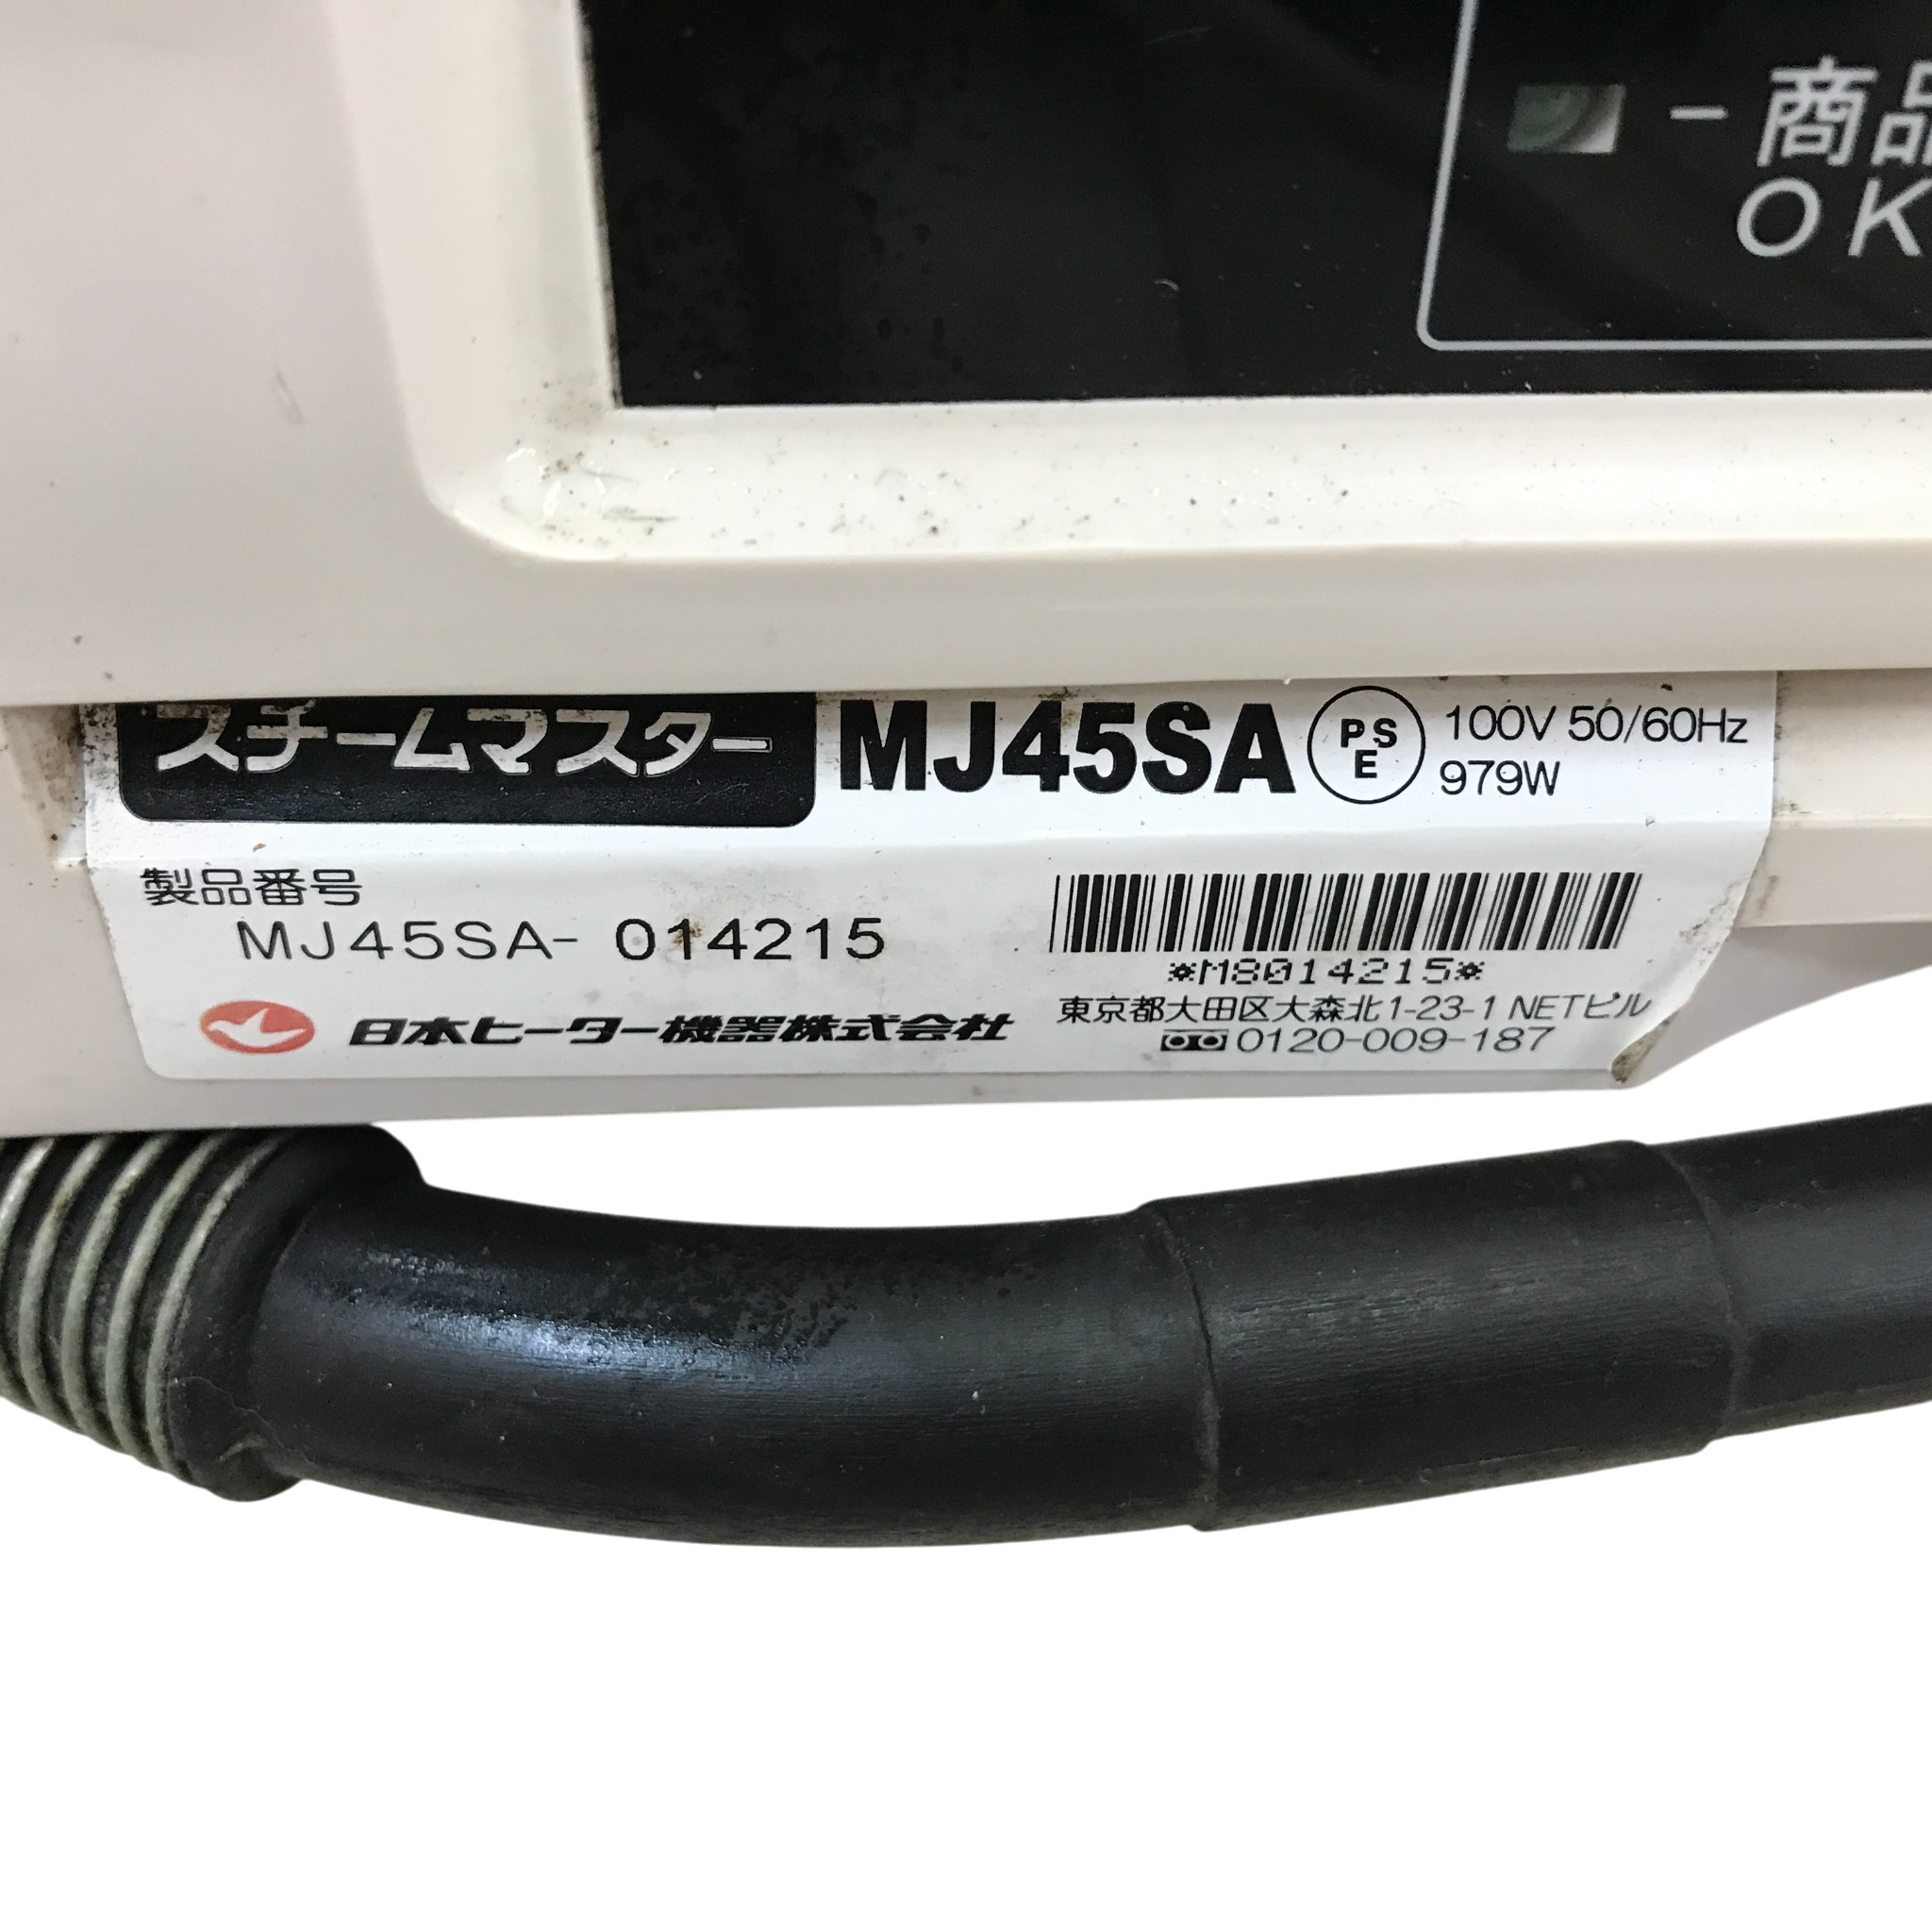 商品
OK
スチームマスター MJ45SA PSE 100V 50/60Hz
979W
製品番号
MJ45SA- 014215
*M8014215*
日本ヒーター機器株式会社
東京都大田区大森北1-23-1 NETビル
0120-009-187